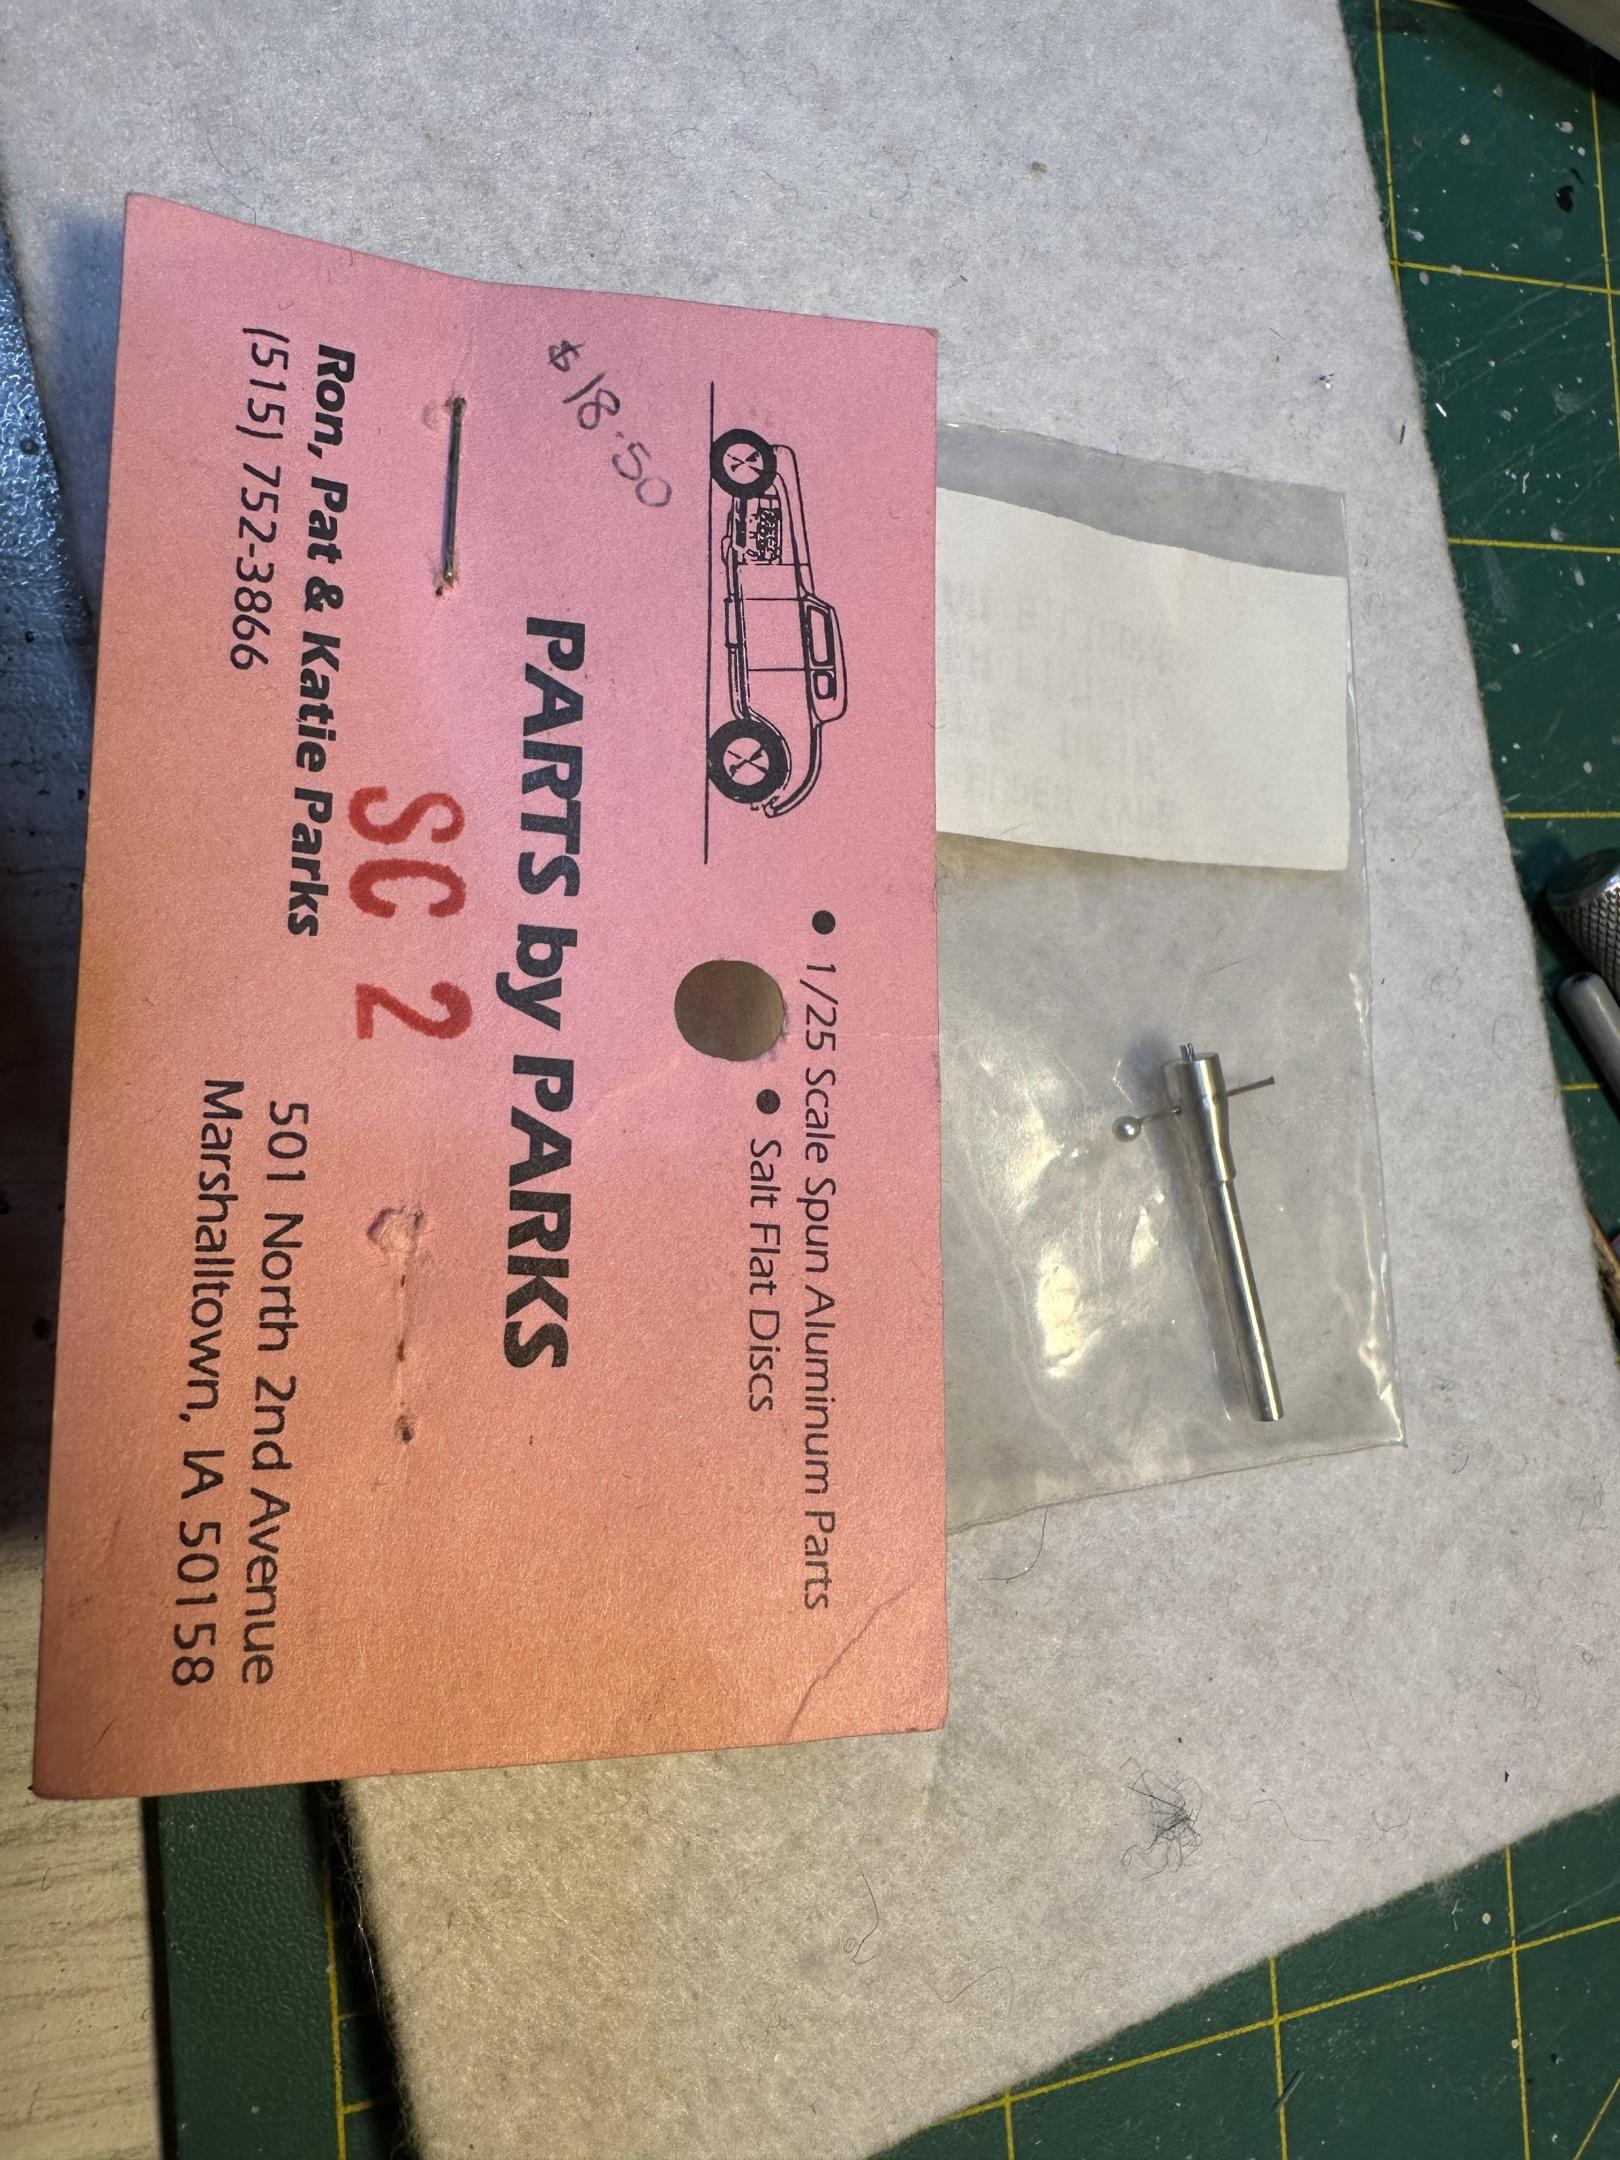 • 1/25 Scale Spun Aluminum Parts
• Salt Flat Discs
$18.50
PARTS by PARKS
SC 2
Ron, Pat & Katie Parks
(515) 752-3866
501 North 2nd Avenue
Marshalltown, IA 50158